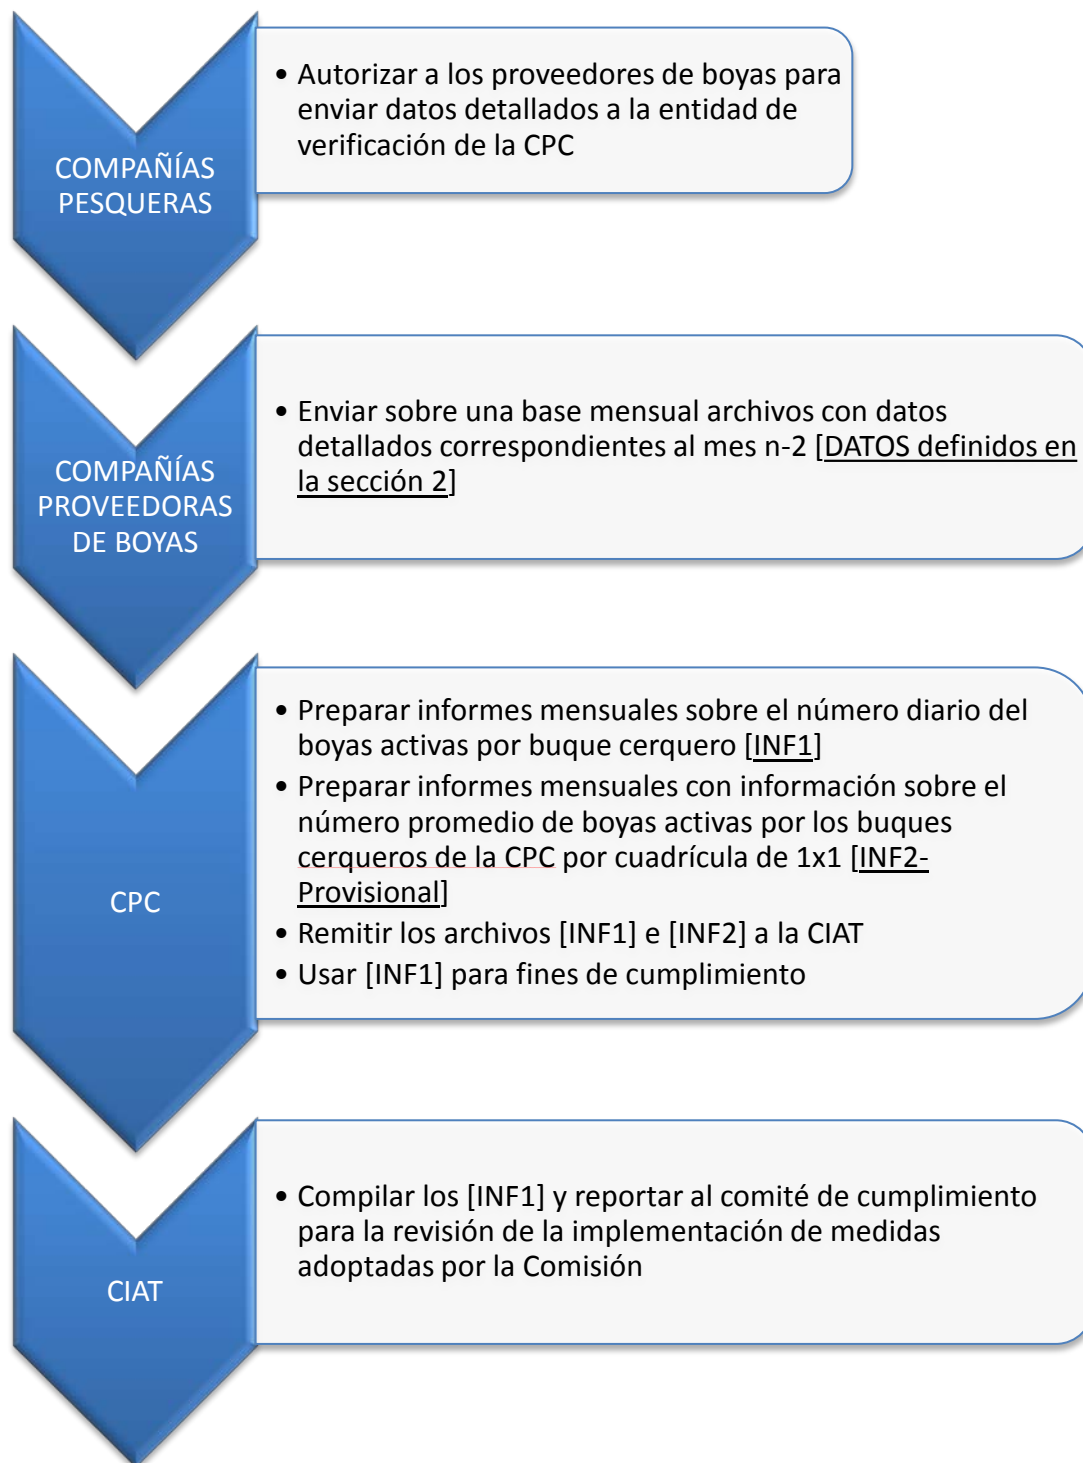 COMPAÑÍAS
PESQUERAS
• Autorizar a los proveedores de boyas para
enviar datos detallados a la entidad de
verificación de la CPC
COMPAÑÍAS
PROVEEDORAS
DE BOYAS
• Enviar sobre una base mensual archivos con datos
detallados correspondientes al mes n-2 [DATOS definidos en
la sección 2]
CPC
• Preparar informes mensuales sobre el número diario del
boyas activas por buque cerquero [INF1]
• Preparar informes mensuales con información sobre el
número promedio de boyas activas por los buques
cerqueros de la CPC por cuadrícula de 1x1 [INF2-
Provisional]
• Remitir los archivos [INF1] e [INF2] a la CIAT
• Usar [INF1] para fines de cumplimiento
CIAT
• Compilar los [INF1] y reportar al comité de cumplimiento
para la revisión de la implementación de medidas
adoptadas por la Comisión